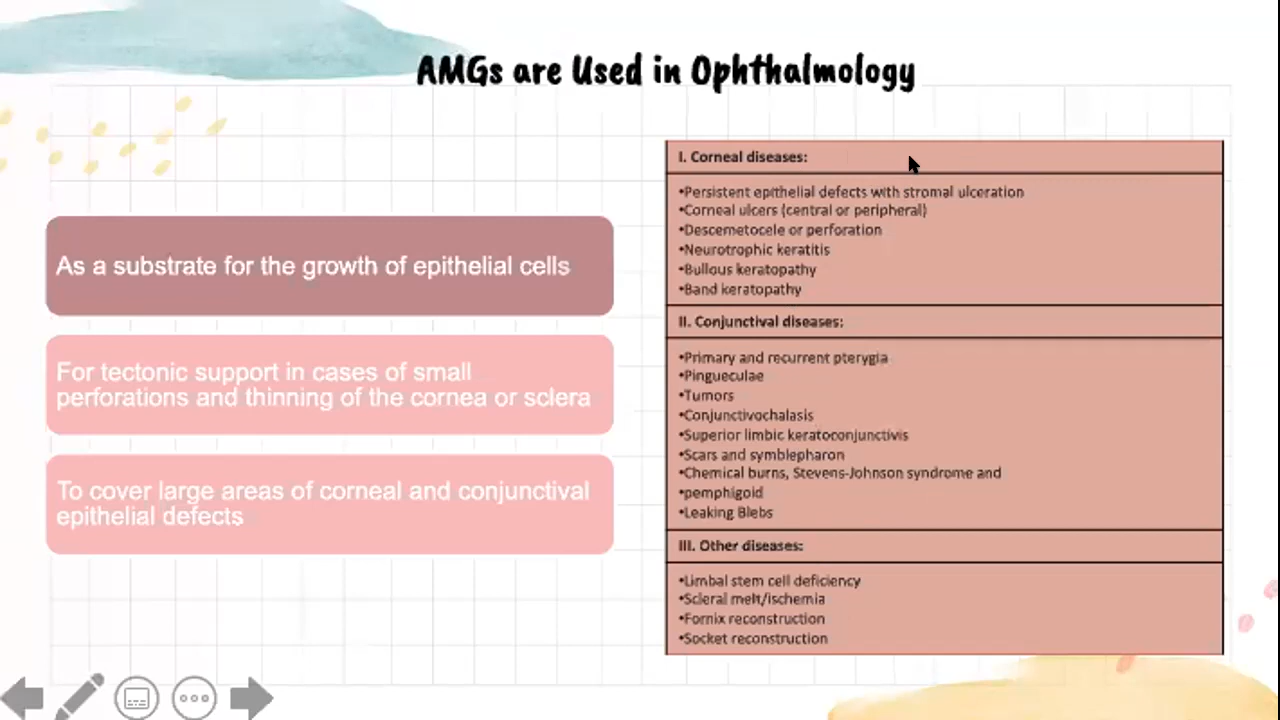 AMGs are Used in Ophthalmology
As a substrate for the growth of epithelial cells
For tectonic support in cases of small
perforations and thinning of the cornea or sclera
To cover large areas of corneal and conjunctival
epithelial defects
I. Corneal diseases:
•Persistent epithelial defects with stromal ulceration
•Corneal ulcers (central or peripheral)
•Descemetocele or perforation
•Neurotrophic keratitis
•Bullous keratopathy
•Band keratopathy
II. Conjunctival diseases:
•Primary and recurrent pterygia
•Pingueculae
•Tumors
•Conjunctivochalasis
•Superior limbic keratoconjunctivis
•Scars and symblepharon
•Chemical burns, Stevens-Johnson syndrome and
•pemphigoid
•Leaking Blebs
III. Other diseases:
•Limbal stem cell deficiency
•Scleral melt/ischemia
•Fornix reconstruction
•Socket reconstruction